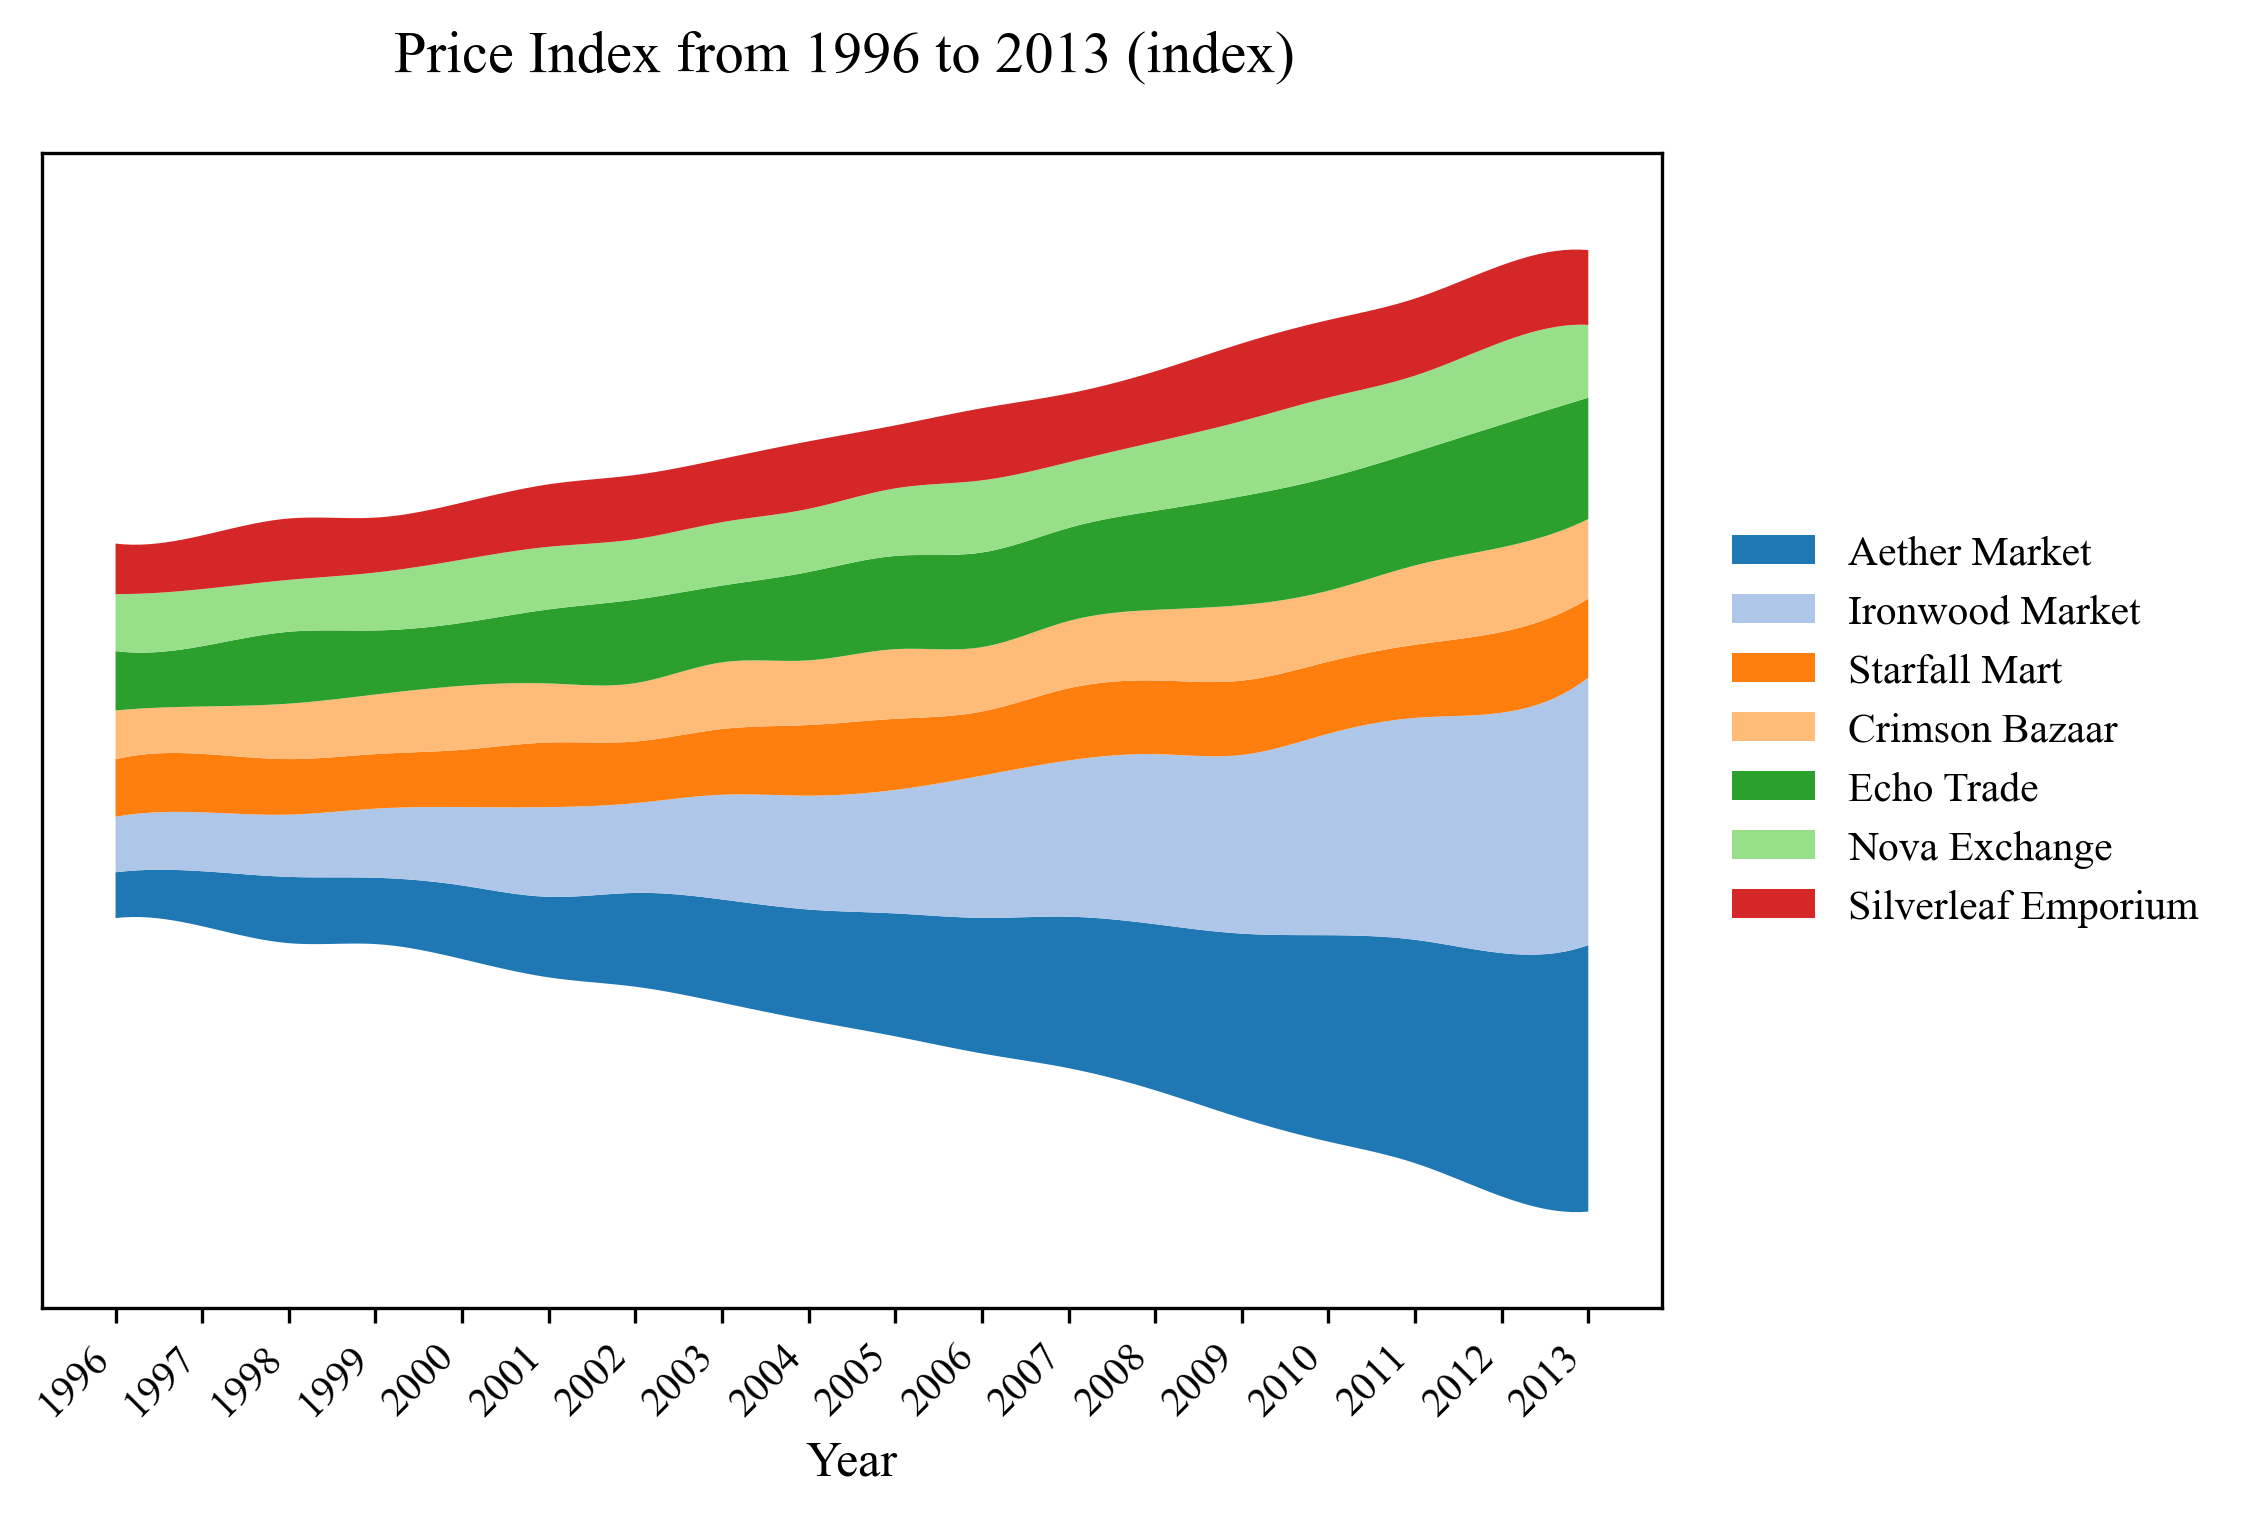 Price Index from 1996 to 2013 (index)
Aether Market
Ironwood Market
Starfall Mart
Crimson Bazaar
Echo Trade
Nova Exchange
Silverleaf Emporium
1996
1997
1998
1999
2000
2001
2002
2003
2004
2005
2006
2007
2008
2009
2010
2011
2012
2013
Year